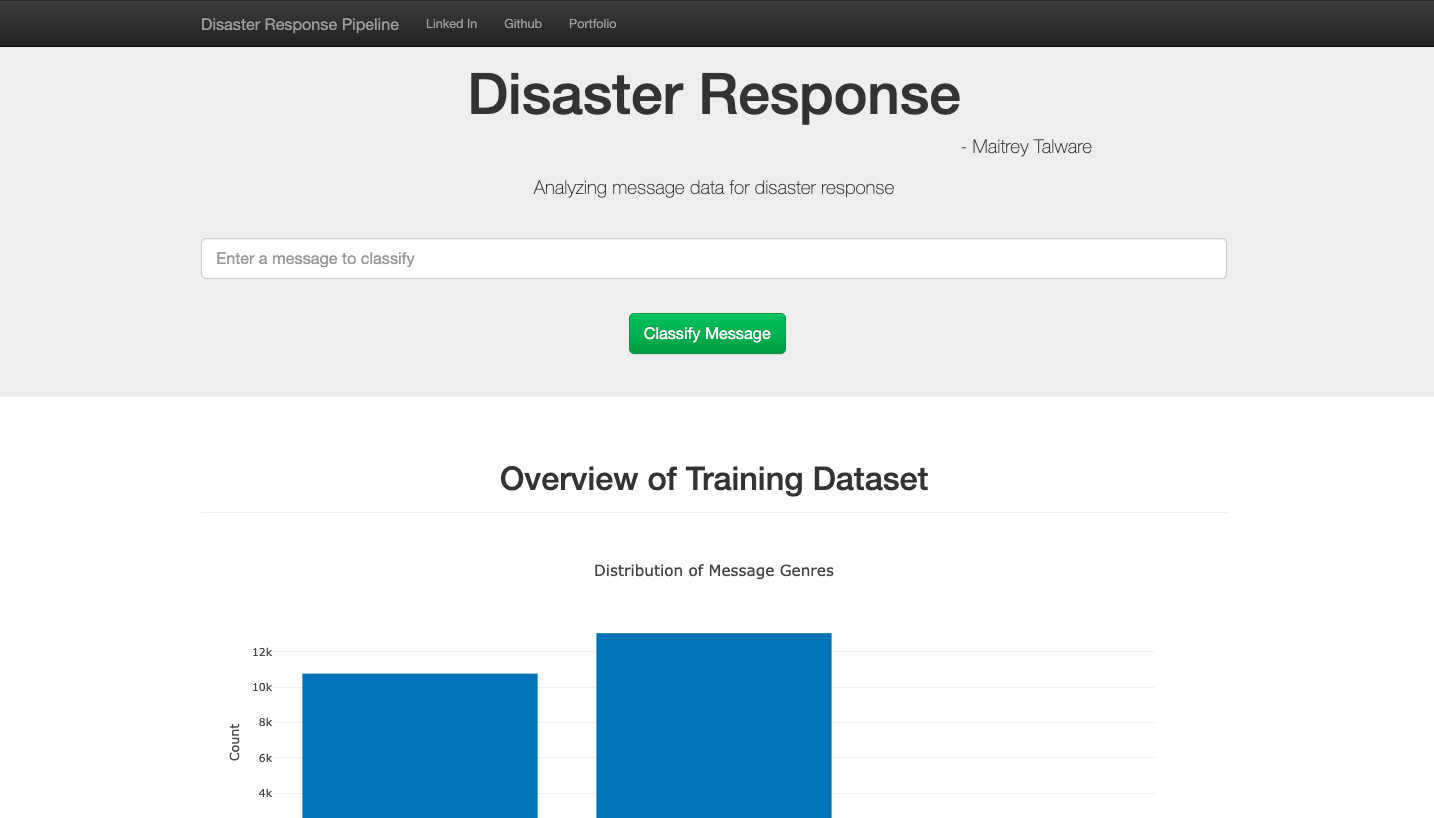 Disaster Response Pipeline Linked In Github Portfolio
Disaster Response
- Maitrey Talware
Analyzing message data for disaster response
Enter a message to classify
Classify Message
Overview of Training Dataset
Distribution of Message Genres
12k
10k
8k
Count
6k
4k